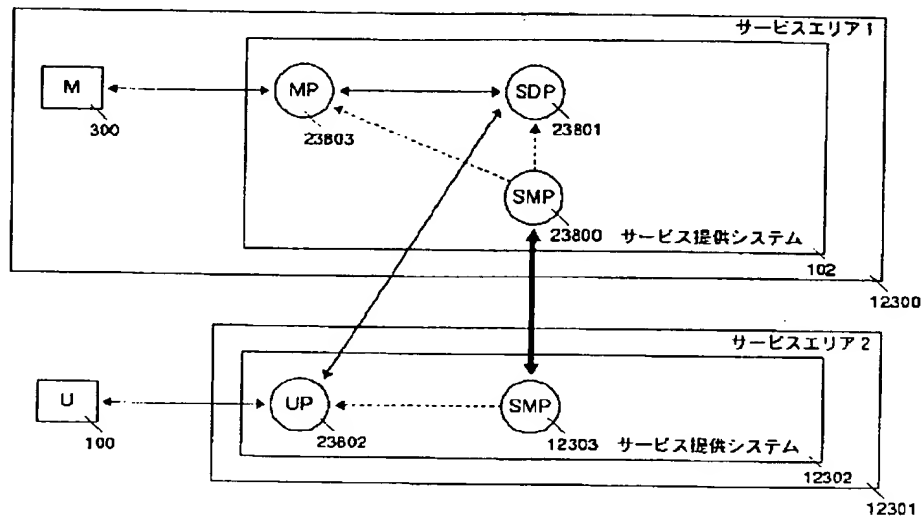 サービスエリア 1
M
300
MP
23803
SDP
23801
SMP
23800
サービス提供システム
102
12300
サービスエリア 2
U
100
UP
23802
SMP
12303
サービス提供システム
12302
12301